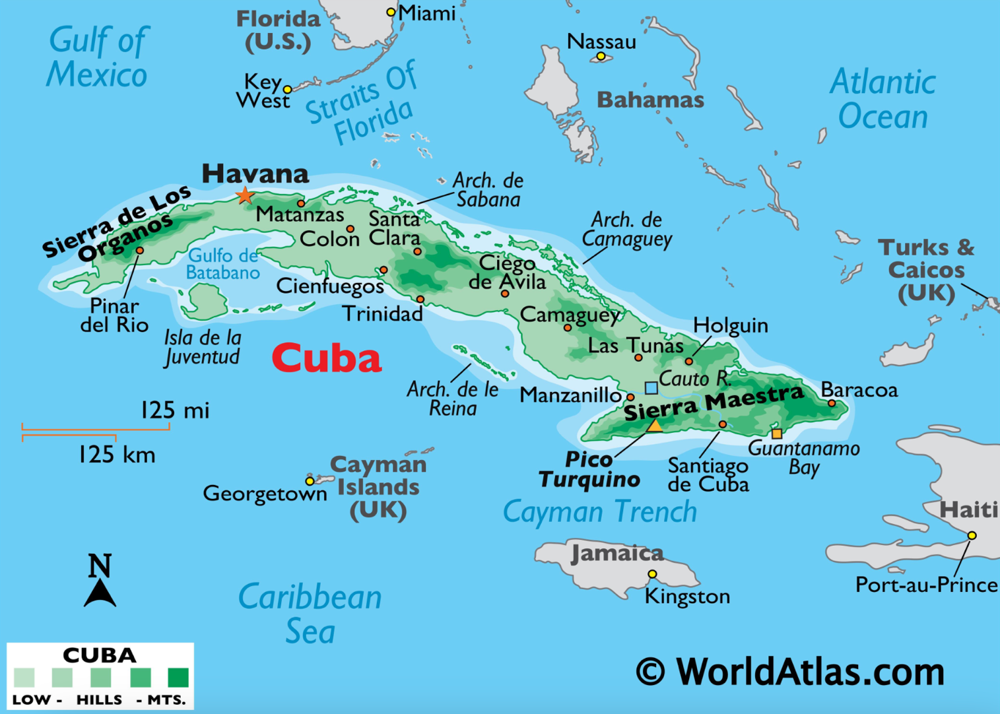 Gulf of
Mexico
Florida
(U.S.)
Miami
Key
West
Straits Of
Florida
Nassau
Bahamas
Atlantic
Ocean
Havana
Sierra de Los
Organos
Matanzas
Colon
Santa
Clara
Arch. de
Sabana
Arch. de
Camaguey
Turks &
Caicos
(UK)
Gulfo de
Batabano
Ciego
de Avila
Cienfuegos
Trinidad
Pinar
del Rio
Isla de la
Juventud
Cuba
Camaguey
Las Tunas
Holguin
Arch. de le
Reina
Cauto R.
Manzanillo
Sierra Maestra
Baracoa
125 mi
125 km
Pico
Turquino
Santiago
de Cuba
Guantanamo
Bay
Cayman
Islands
(UK)
Georgetown
Cayman Trench
Haiti
Port-au-Prince
Jamaica
Kingston
N
Caribbean
Sea
CUBA
LOW - HILLS - MTS.
© WorldAtlas.com